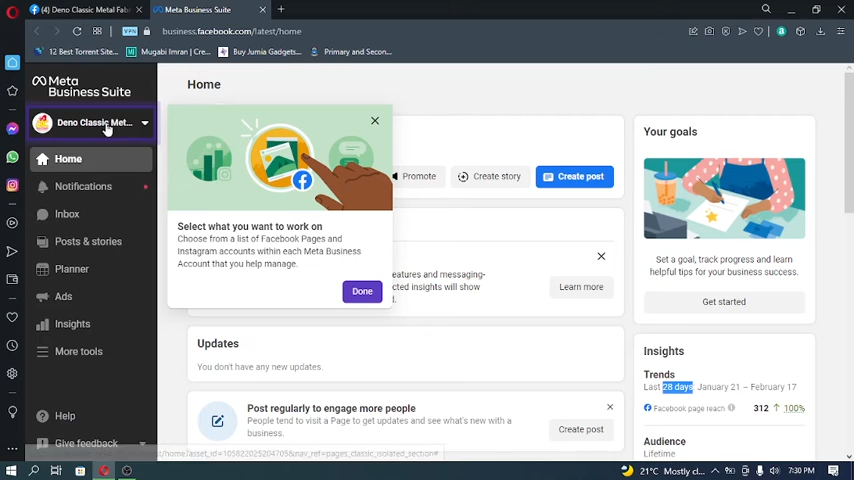 (4) Deno Classic Metal Fab
Meta Business Suite
business.facebook.com/latest/home
VPN
12 Best Torrent Site...
Mugabi Imran | Cre...
Buy Jumia Gadgets...
Primary and Secon...
Meta
Business Suite
Deno Classic Met...
Home
Notifications
Inbox
Posts & stories
Planner
Ads
Insights
More tools
Help
Give feedback
Home
Promote
Create story
Create post
Select what you want to work on
Choose from a list of Facebook Pages and
Instagram accounts within each Meta Business
Account that you help manage.
Done
eatures and messaging-
cted insights will show
Learn more
Updates
You don't have any new updates.
Post regularly to engage more people
People tend to visit a Page to get updates and see what's new with a
business.
Create post
Your goals
Set a goal, track progress and learn
helpful tips for your business success.
Get started
Insights
Trends
Last 28 days: January 21 – February 17
Facebook page reach
312 ↑ 100%
Audience
Lifetime
21°C Mostly cl...
7:30 PM